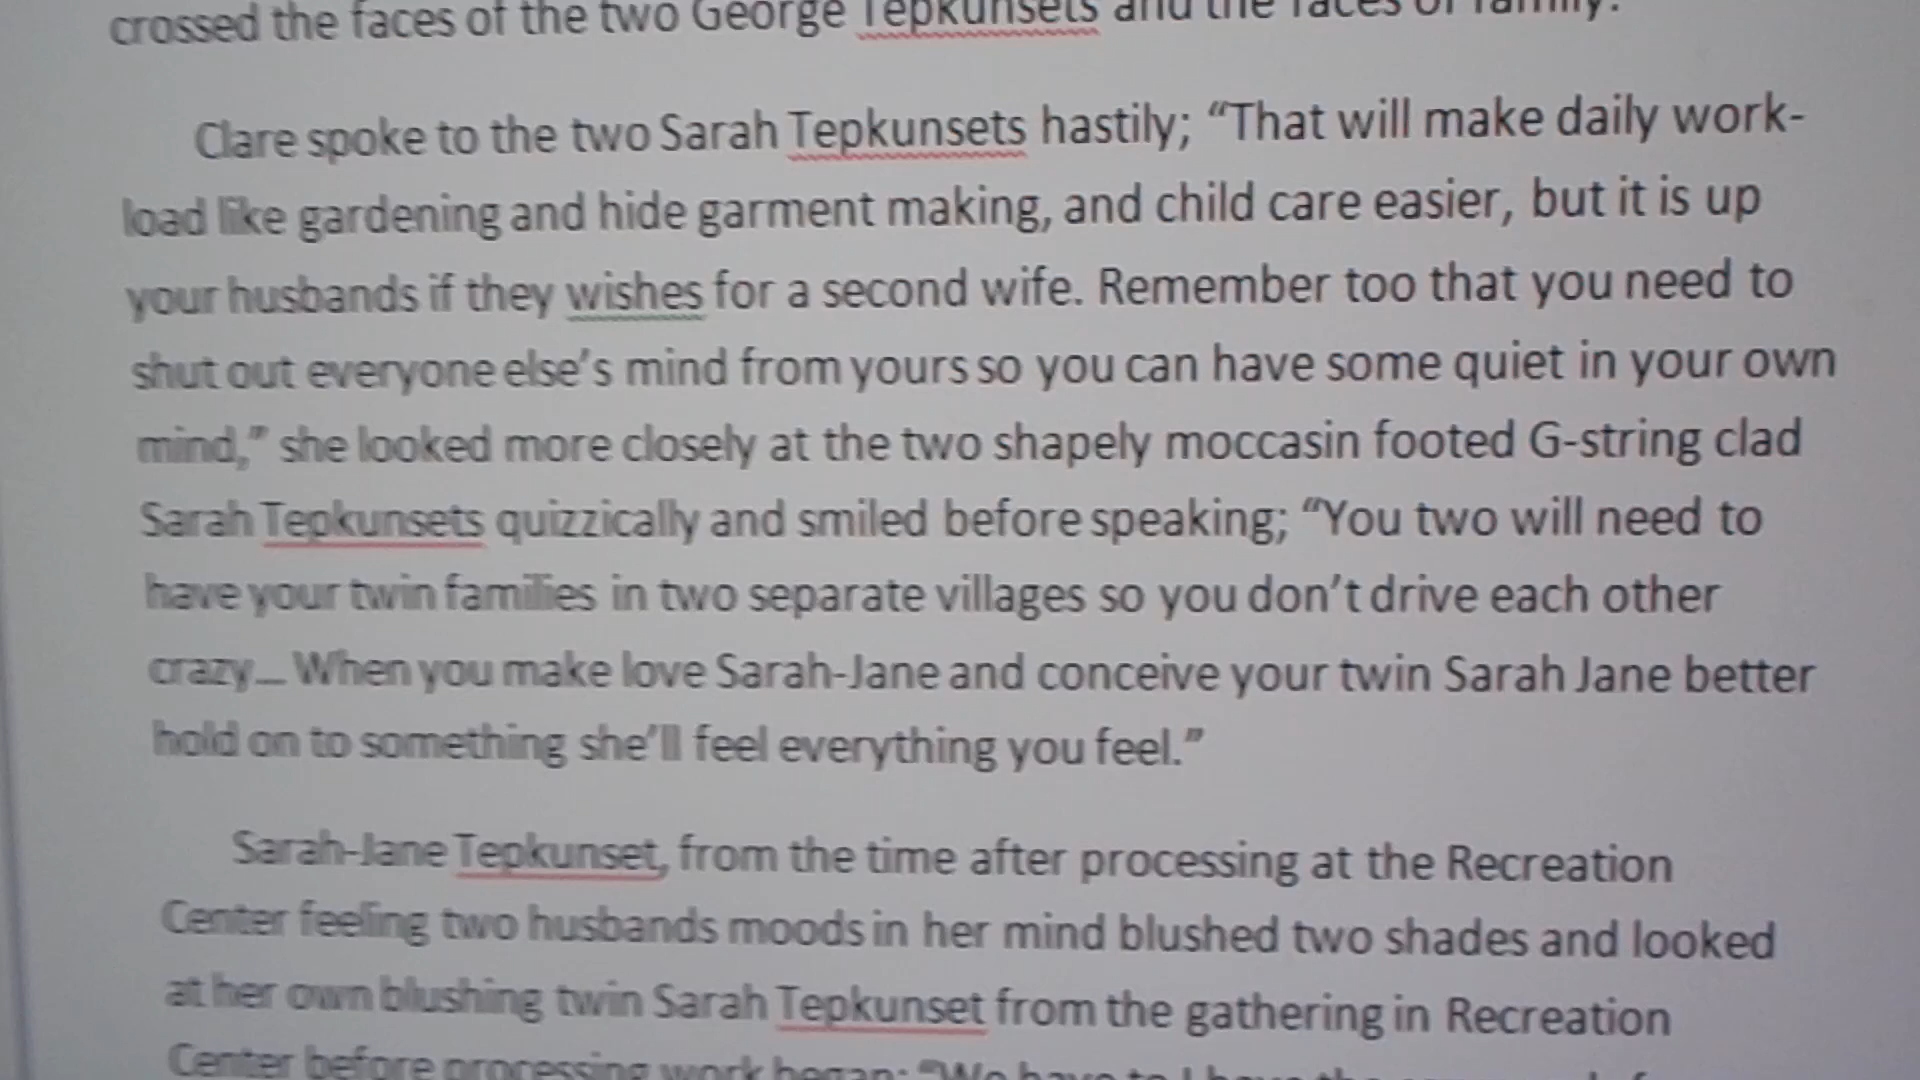 crossed the faces of the two George Tepkunsets and the faces of family.
Clare spoke to the two Sarah Tepkunsets hastily; “That will make daily work-
load like gardening and hide garment making, and child care easier, but it is up
your husbands if they wishes for a second wife. Remember too that you need to
shut out everyone else’s mind from yours so you can have some quiet in your own
mind,” she looked more closely at the two shapely moccasin footed G-string clad
Sarah Tepkunsets quizzically and smiled before speaking; “You two will need to
have your twin families in two separate villages so you don’t drive each other
crazy... When you make love Sarah-Jane and conceive your twin Sarah Jane better
hold on to something she’ll feel everything you feel.”
Sarah-Jane Tepkunset, from the time after processing at the Recreation
Center feeling two husbands moods in her mind blushed two shades and looked
at her own blushing twin Sarah Tepkunset from the gathering in Recreation
Center before processing work began; “We have to I have the